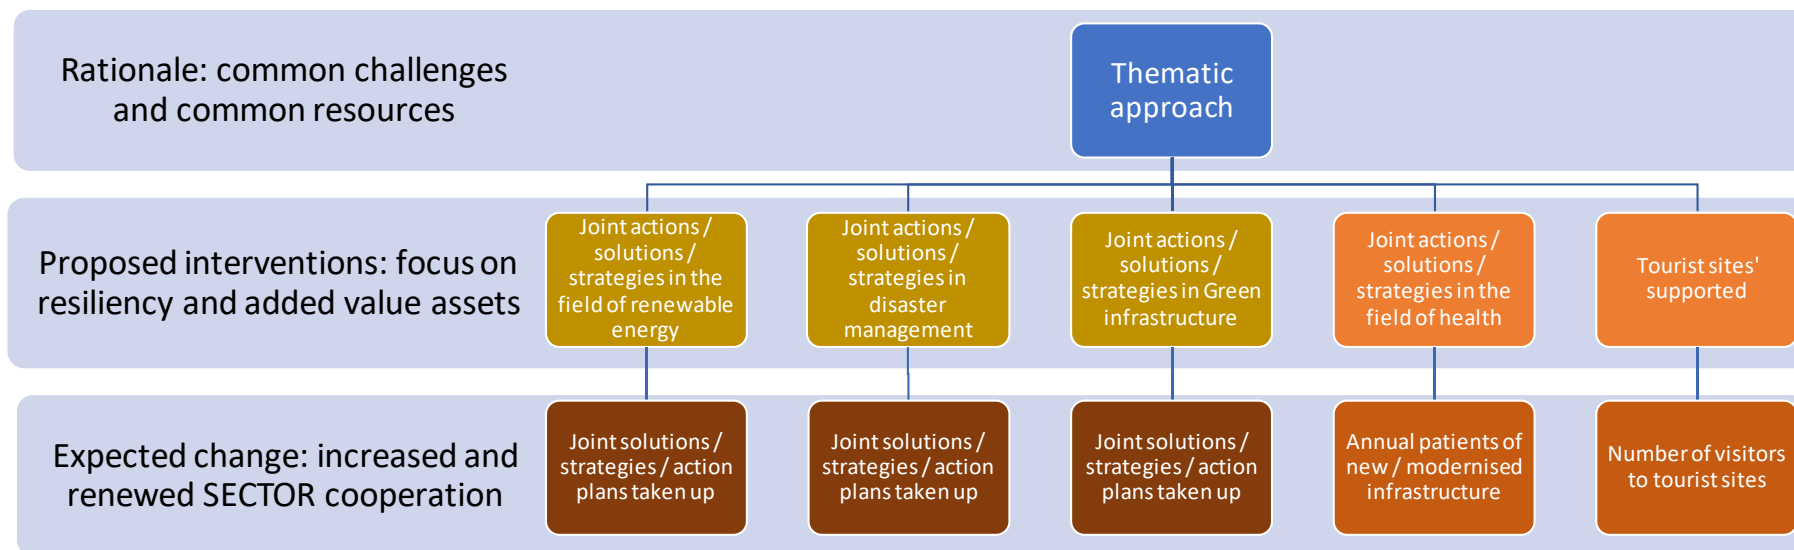 Rationale: common challenges
and common resources
Thematic
approach
Proposed interventions: focus on
resiliency and added value assets
Joint actions /
solutions /
strategies in the
field of renewable
energy
Joint actions /
solutions /
strategies in
disaster
management
Joint actions /
solutions /
strategies in Green
infrastructure
Joint actions /
solutions /
strategies in the
field of health
Tourist sites'
supported
Expected change: increased and
renewed SECTOR cooperation
Joint solutions /
strategies / action
plans taken up
Joint solutions /
strategies / action
plans taken up
Joint solutions /
strategies / action
plans taken up
Annual patients of
new / modernised
infrastructure
Number of visitors
to tourist sites